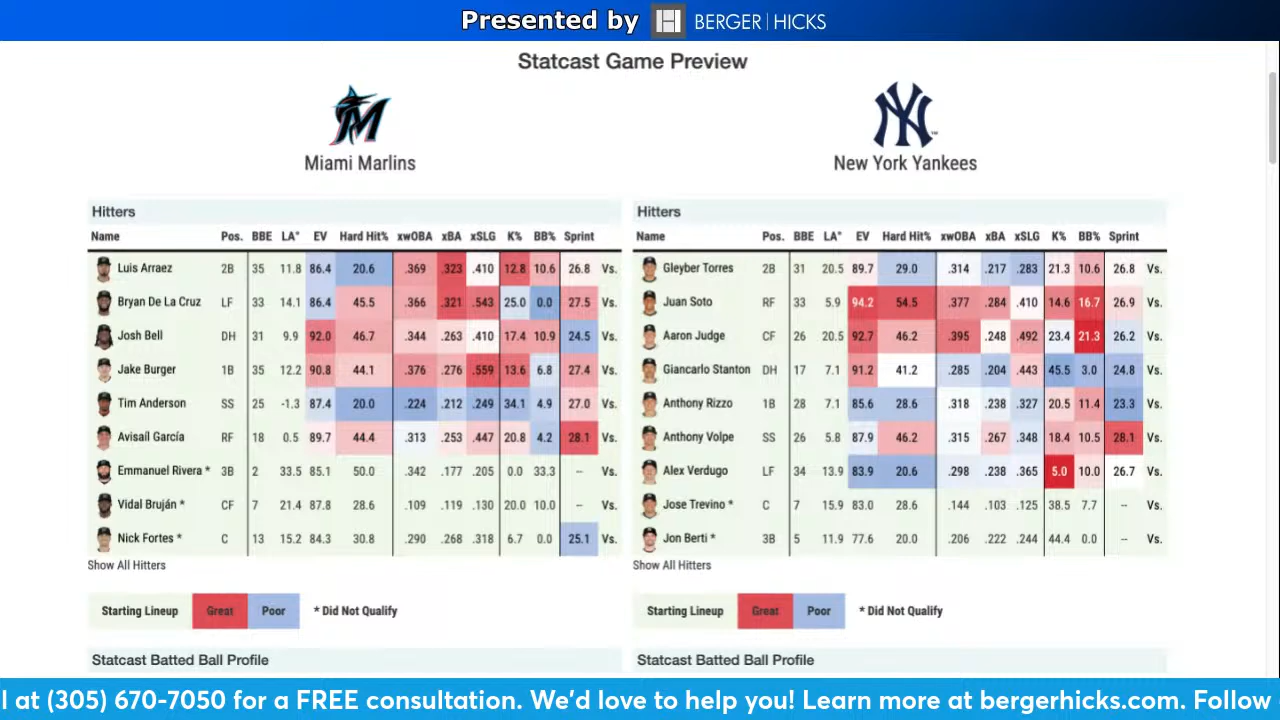 Presented by BERGER|HICKS
Statcast Game Preview
Miami Marlins
New York Yankees
Hitters
Name Pos. BBE LA° EV Hard Hit% xwOBA xBA xSLG K% BB% Sprint
Luis Arraez 2B 35 11.8 86.4 20.6 .369 .323 .410 12.8 10.6 26.8 Vs.
Bryan De La Cruz LF 33 14.1 86.4 45.5 .366 .321 .543 25.0 0.0 27.5 Vs.
Josh Bell DH 31 9.9 92.0 46.7 .344 .263 .410 17.4 10.9 24.5 Vs.
Jake Burger 1B 35 12.2 90.8 44.1 .376 .276 .559 13.6 6.8 27.4 Vs.
Tim Anderson SS 25 -1.3 87.4 20.0 .224 .212 .249 34.1 4.9 27.0 Vs.
Avisaíl García RF 18 0.5 89.7 44.4 .313 .253 .447 20.8 4.2 28.1 Vs.
Emmanuel Rivera * 3B 2 33.5 85.1 50.0 .342 .177 .205 0.0 33.3 -- Vs.
Vidal Bruján * CF 7 21.4 87.8 28.6 .109 .119 .130 20.0 10.0 -- Vs.
Nick Fortes * C 13 15.2 84.3 30.8 .290 .268 .318 6.7 0.0 25.1 Vs.
Show All Hitters
Starting Lineup Great Poor * Did Not Qualify
Statcast Batted Ball Profile
Hitters
Name Pos. BBE LA° EV Hard Hit% xwOBA xBA xSLG K% BB% Sprint
Gleyber Torres 2B 31 20.5 89.7 29.0 .314 .217 .283 21.3 10.6 26.8 Vs.
Juan Soto RF 33 5.9 94.2 54.5 .377 .284 .410 14.6 16.7 26.9 Vs.
Aaron Judge CF 26 20.5 92.7 46.2 .395 .248 .492 23.4 21.3 26.2 Vs.
Giancarlo Stanton DH 17 7.1 91.2 41.2 .285 .204 .443 45.5 3.0 24.8 Vs.
Anthony Rizzo 1B 28 7.1 85.6 28.6 .318 .238 .327 20.5 11.4 23.3 Vs.
Anthony Volpe SS 26 5.8 87.9 46.2 .315 .267 .348 18.4 10.5 28.1 Vs.
Alex Verdugo LF 34 13.9 83.9 20.6 .298 .238 .365 5.0 10.0 26.7 Vs.
Jose Trevino * C 7 15.9 83.0 28.6 .144 .103 .125 38.5 7.7 -- Vs.
Jon Berti * 3B 5 11.9 77.6 20.0 .206 .222 .244 44.4 0.0 -- Vs.
Show All Hitters
Starting Lineup Great Poor * Did Not Qualify
Statcast Batted Ball Profile
l at (305) 670-7050 for a FREE consultation. We'd love to help you! Learn more at bergerhicks.com. Follow